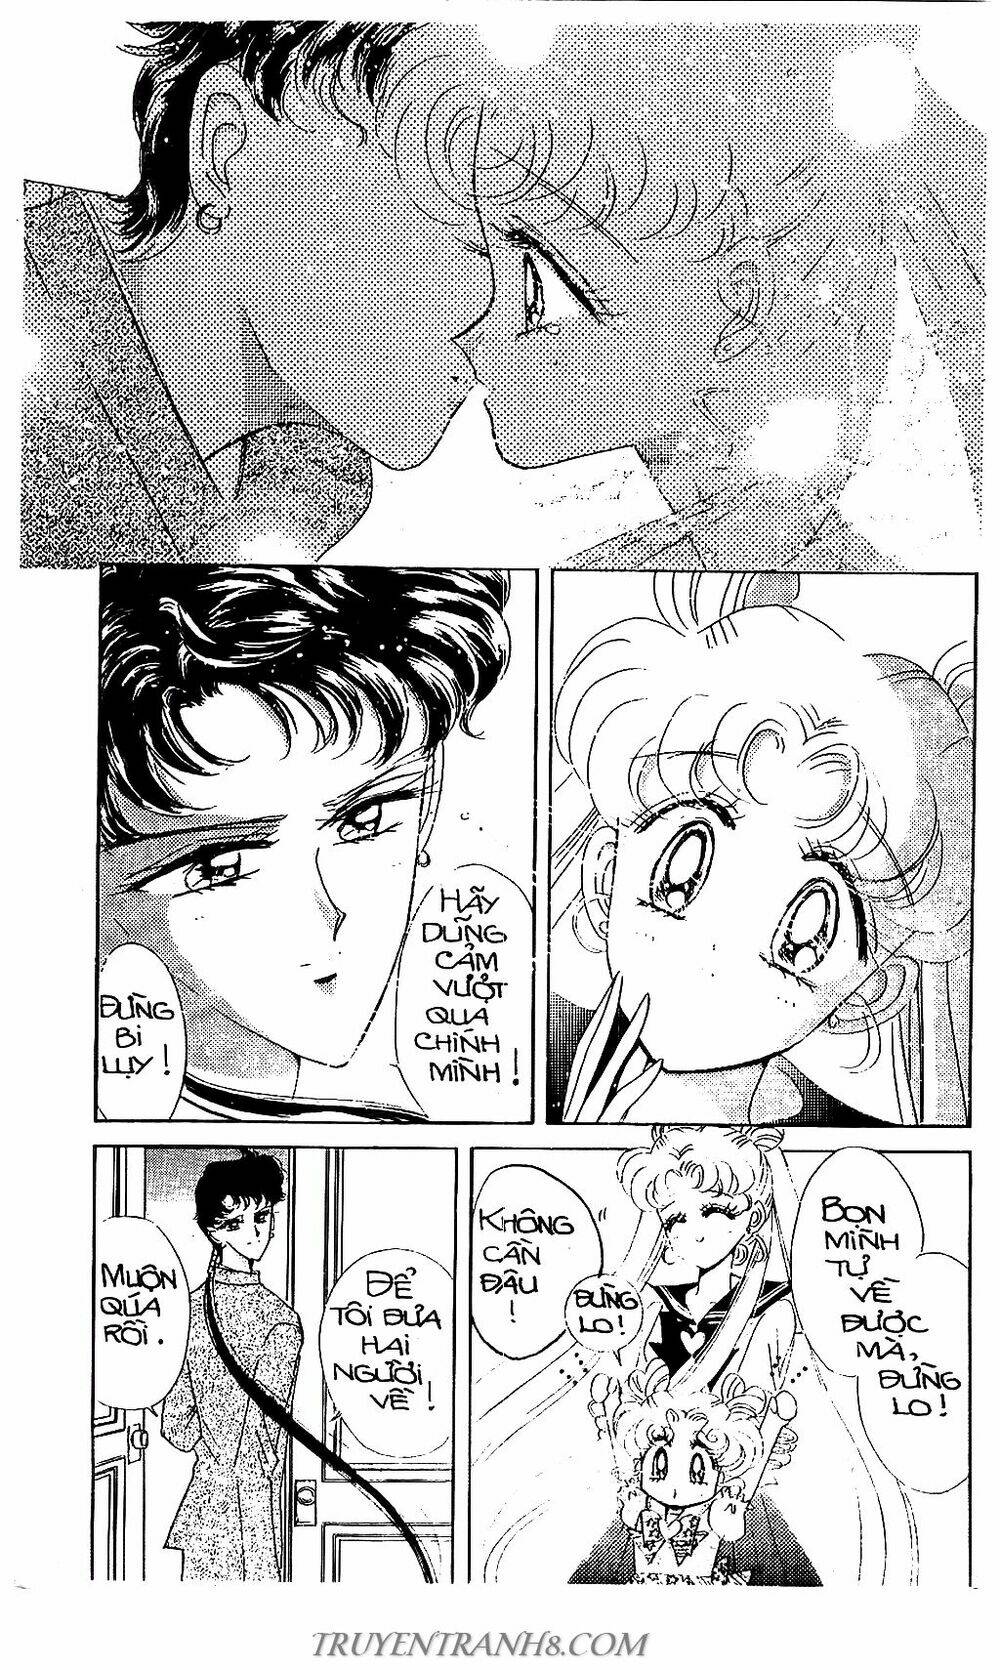 HÃY
DŨNG
CẢM
VƯỢT
QUA
CHÍNH
MÌNH!
ĐỪNG
BI
LỤY!
BỌN
MÌNH
TỰ
VỀ
ĐƯỢC
MÀ,
ĐỪNG
LO!
KHÔNG
CẦN
ĐÂU
!
ĐỪNG
LO!
ĐỂ
TÔI ĐƯA
HAI
NGƯỜI
VỀ!
MUỘN
QÚA
RỒI.
TRUYENTRANH8.COM